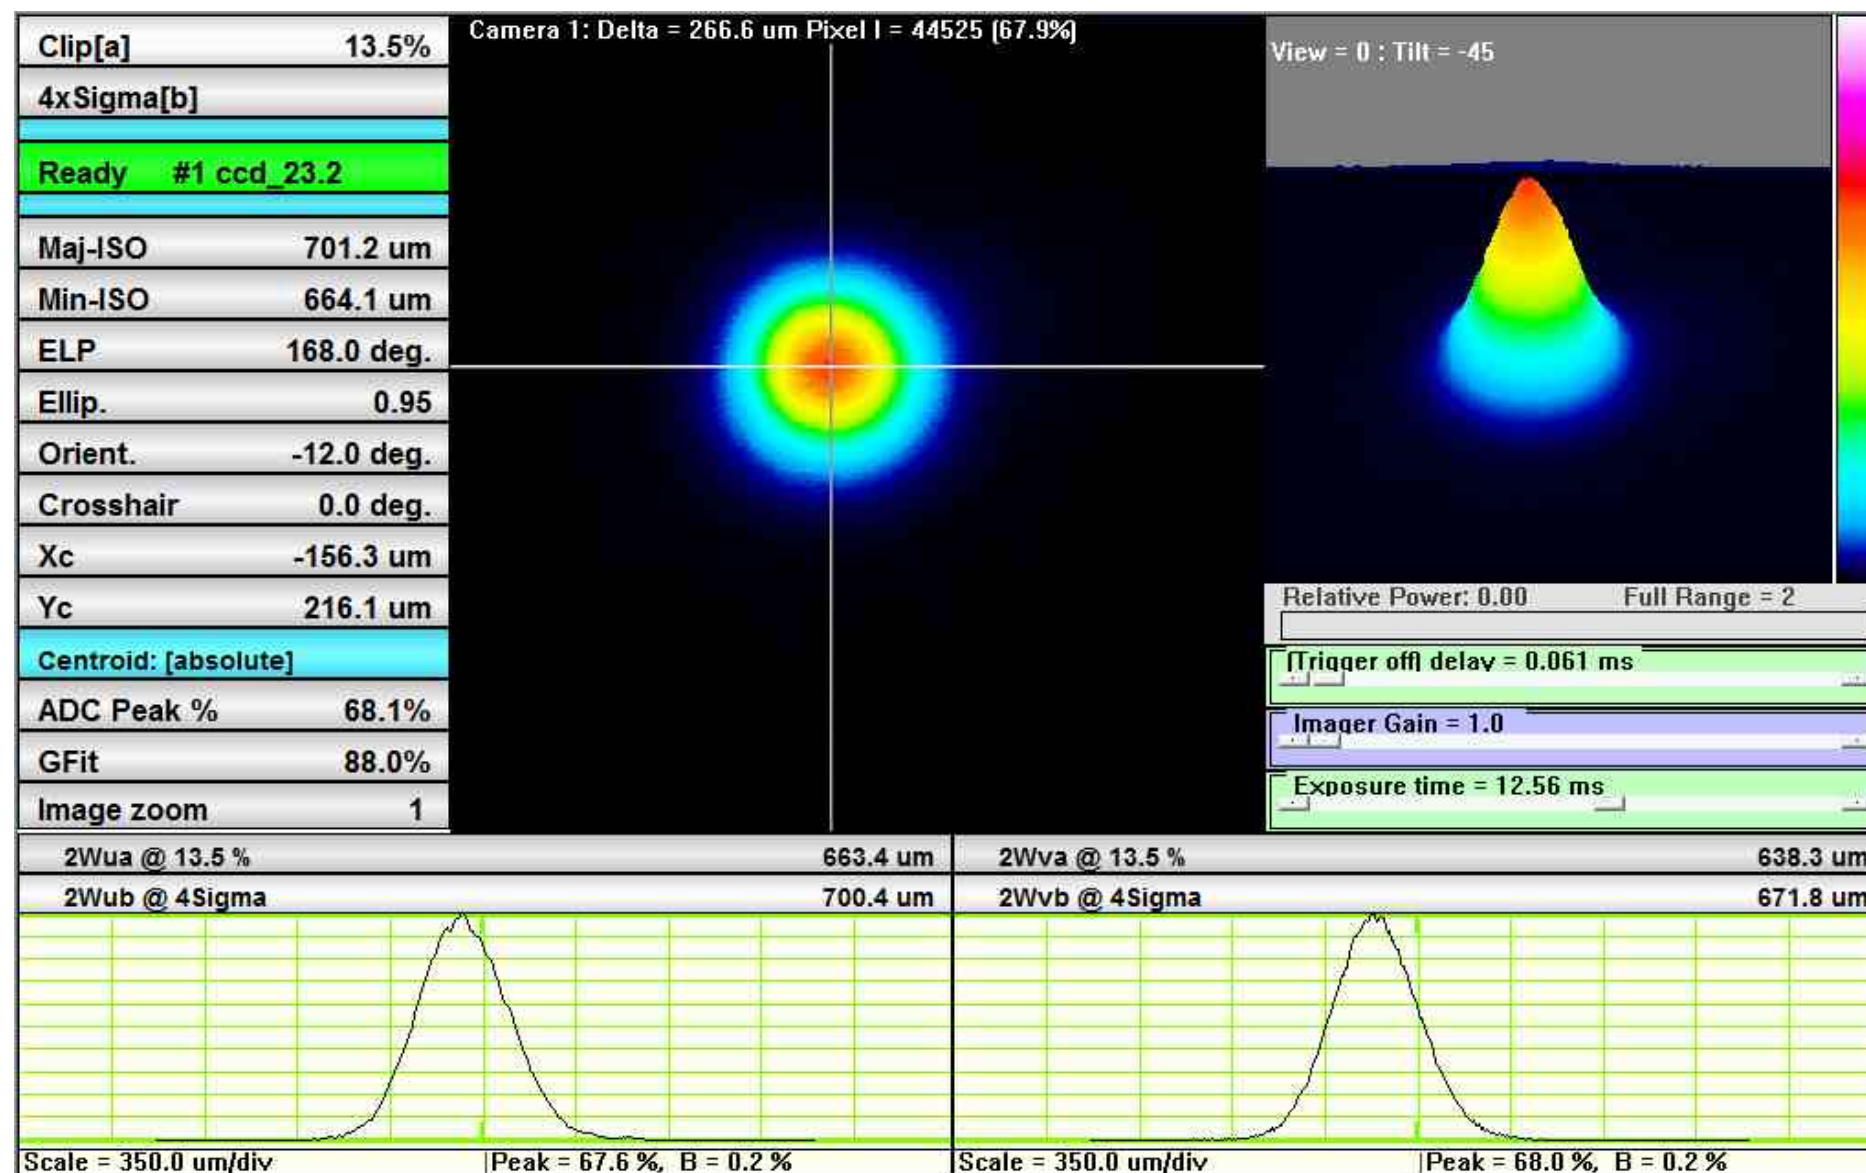 Clip[a] 13.5%
4xSigma[b]
Ready #1 ccd_23.2
Maj-ISO 701.2 um
Min-ISO 664.1 um
ELP 168.0 deg.
Ellip. 0.95
Orient. -12.0 deg.
Crosshair 0.0 deg.
Xc -156.3 um
Yc 216.1 um
Centroid: [absolute]
ADC Peak % 68.1%
GFit 88.0%
Image zoom 1
Camera 1: Delta = 266.6 um Pixel I = 44525 (67.9%)
View = 0 : Tilt = -45
Relative Power: 0.00 Full Range = 2
[Trigger off] delay = 0.061 ms
Imager Gain = 1.0
Exposure time = 12.56 ms
2Wua @ 13.5 % 663.4 um
2Wub @ 4Sigma 700.4 um
2Wva @ 13.5 % 638.3 um
2Wvb @ 4Sigma 671.8 um
Scale = 350.0 um/div Peak = 67.6 %, B = 0.2 %
Scale = 350.0 um/div Peak = 68.0 %, B = 0.2 %